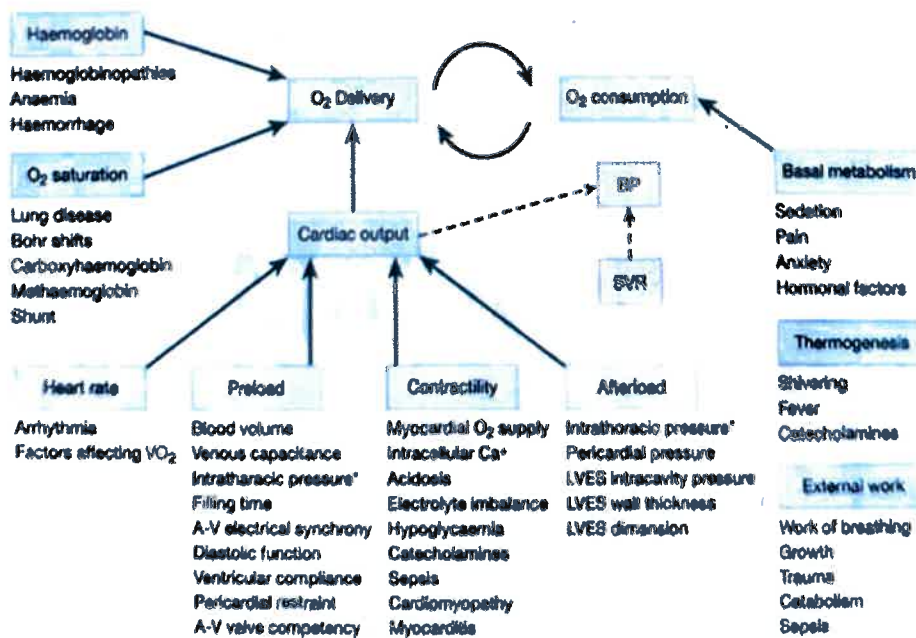 Haemoglobin
Haemoglobinopathies
Anaemia
Haemorrhage
O₂ Delivery
O₂ consumption
O₂ saturation
Lung disease
Bohr shifts
Carboxyhaemoglobin
Methaemoglobin
Shunt
Cardiac output
BP
SVR
Basal metabolism
Sedation
Pain
Anxiety
Hormonal factors
Heart rate
Arrhythmia
Factors affecting VO₂
Preload
Blood volume
Venous capacitance
Intratharacic pressure*
Filling time
A-V electrical synchrony
Diastolic function
Ventricular compliance
Pericardial restraint
A-V valve competency
Contractility
Myocardial O₂ supply
Intracellular Ca⁺
Acidosis
Electrolyte imbalance
Hypoglycaemia
Catecholamines
Sepsis
Cardiomyopathy
Myocarditis
Afterload
Intrathoracic pressure*
Pericardial pressure
LVES intracavity pressure
LVES wall thickness
LVES dimension
Thermogenesis
Shivering
Fever
Catecholamines
External work
Work of breathing
Growth
Trauma
Catabolism
Sepsis